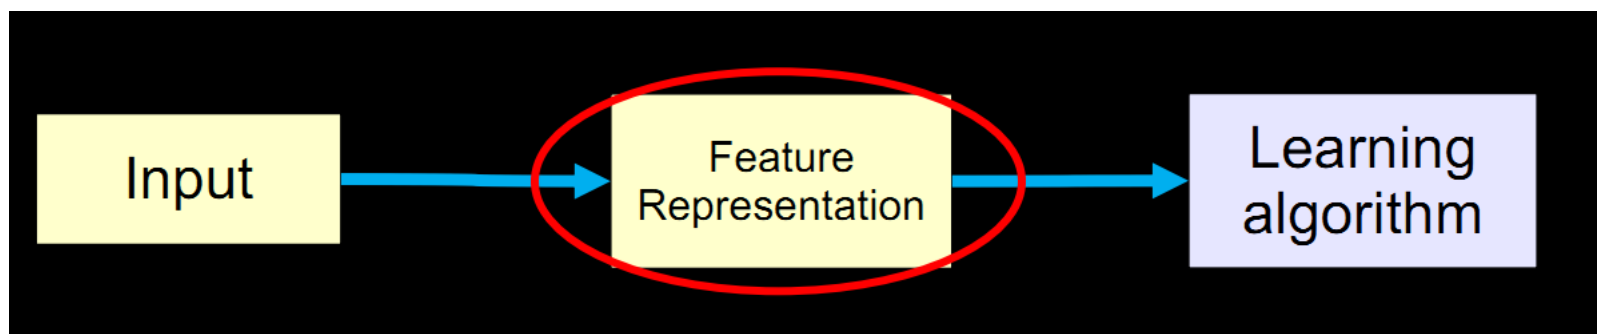 Input
Feature
Representation
Learning
algorithm